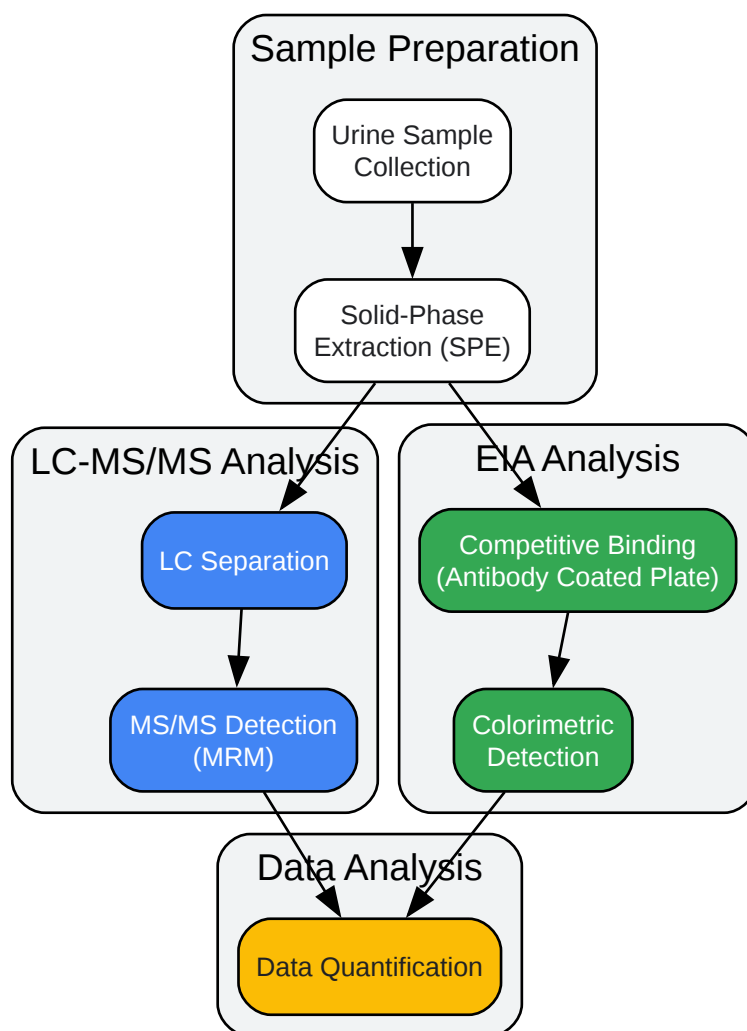 Sample Preparation
Urine Sample
Collection
Solid-Phase
Extraction (SPE)
LC-MS/MS Analysis
LC Separation
MS/MS Detection
(MRM)
EIA Analysis
Competitive Binding
(Antibody Coated Plate)
Colorimetric
Detection
Data Analysis
Data Quantification